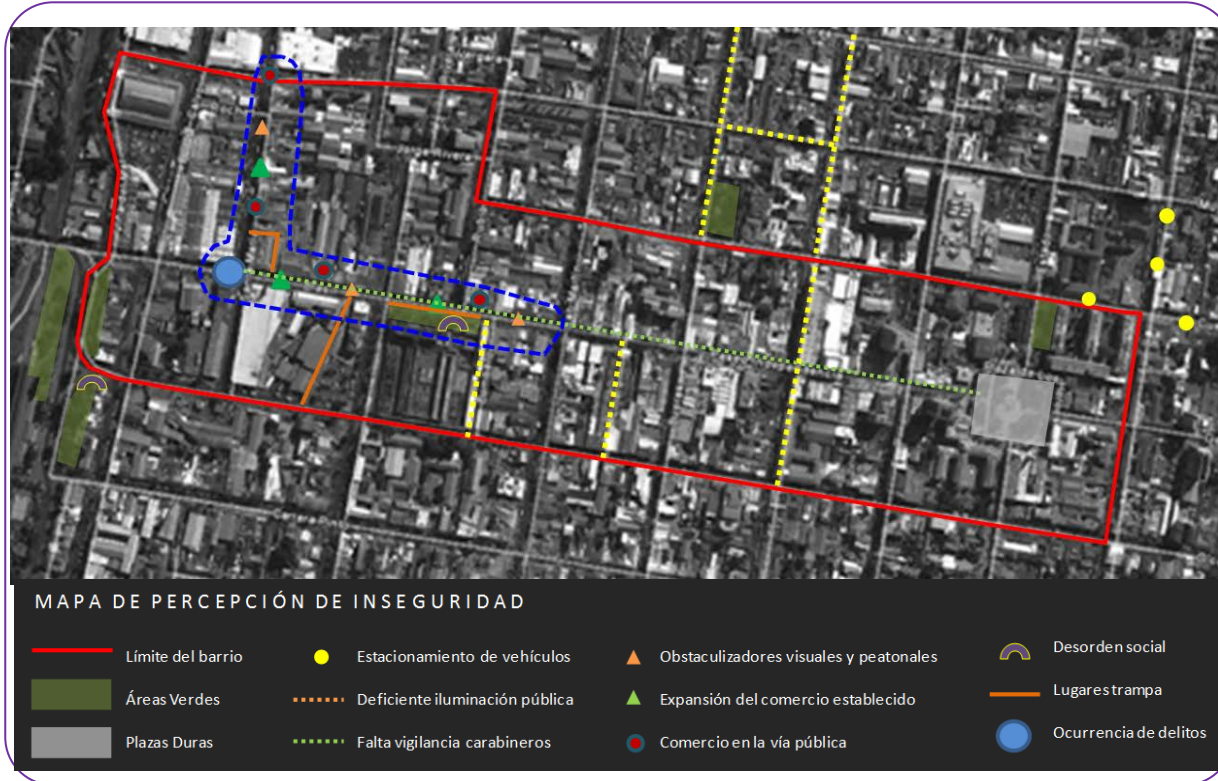 MAPA DE PERCEPCIÓN DE INSEGURIDAD
Límite del barrio
Estacionamiento de vehículos
Obstaculizadores visuales y peatonales
Desorden social
Áreas Verdes
Deficiente iluminación pública
Expansión del comercio establecido
Lugares trampa
Plazas Duras
Falta vigilancia carabineros
Comercio en la vía pública
Ocurrencia de delitos